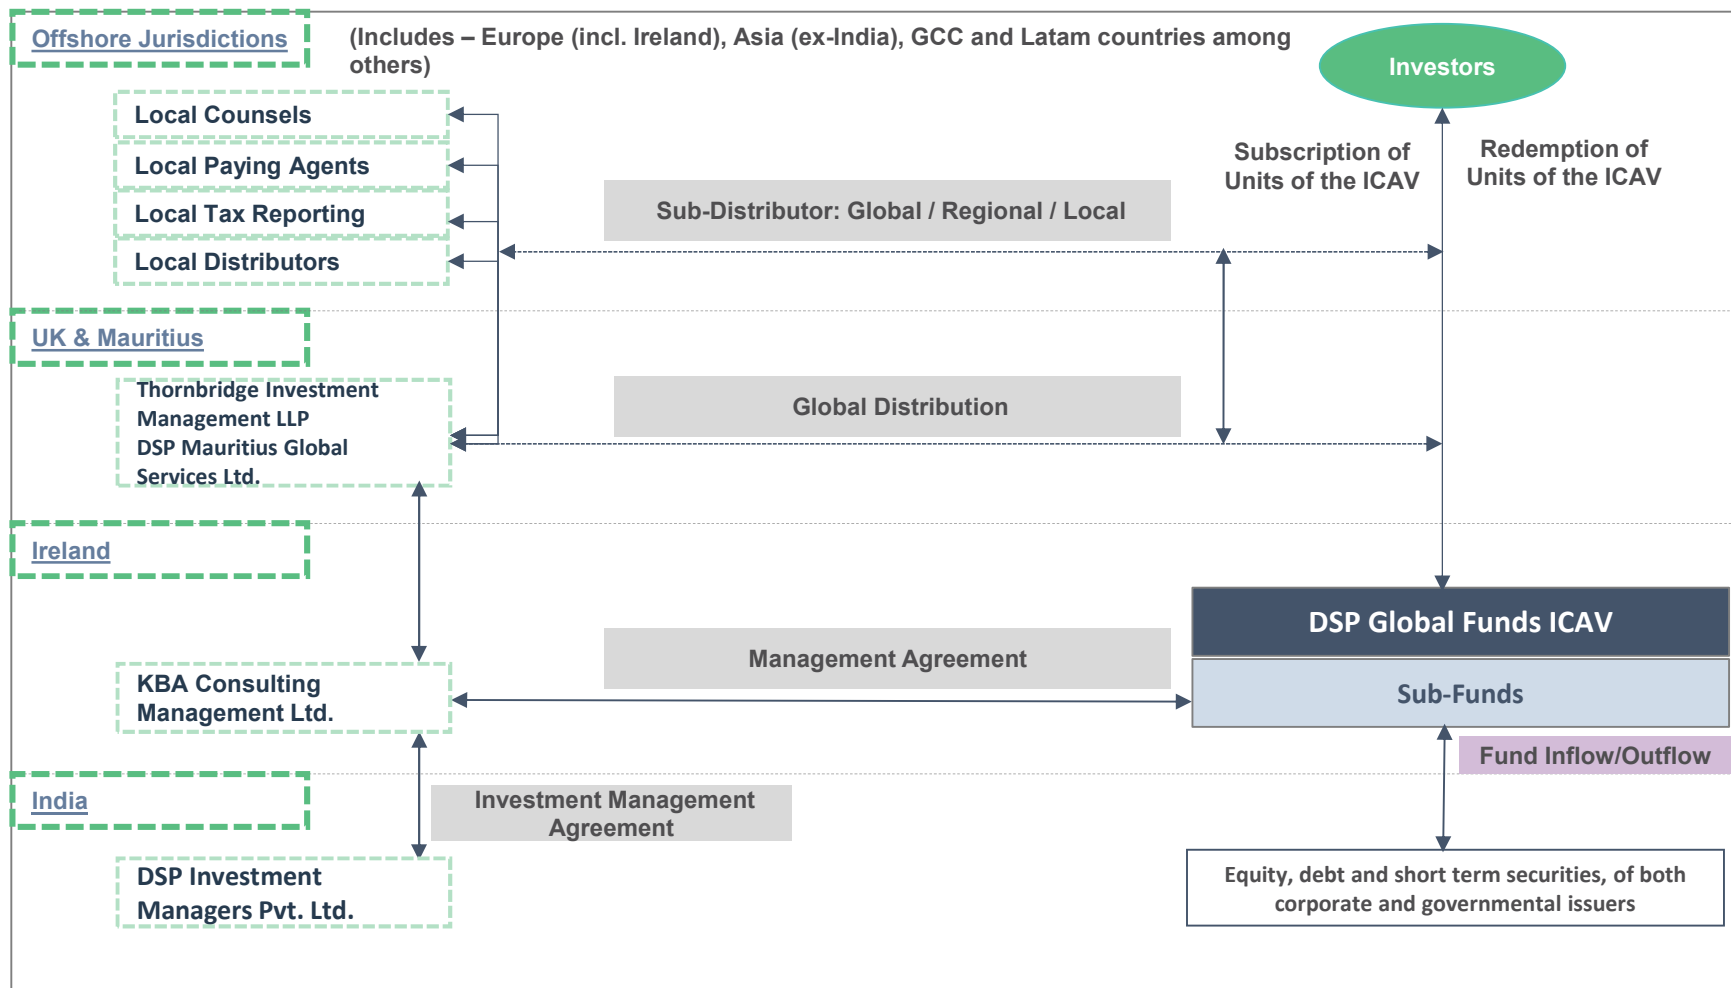 Offshore Jurisdictions
(Includes – Europe (incl. Ireland), Asia (ex-India), GCC and Latam countries among
others)
Investors
Local Counsels
Local Paying Agents
Local Tax Reporting
Local Distributors
Sub-Distributor: Global / Regional / Local
Subscription of
Units of the ICAV
Redemption of
Units of the ICAV
UK & Mauritius
Thornbridge Investment
Management LLP
DSP Mauritius Global
Services Ltd.
Global Distribution
Ireland
DSP Global Funds ICAV
Sub-Funds
KBA Consulting
Management Ltd.
Management Agreement
Fund Inflow/Outflow
India
Investment Management
Agreement
DSP Investment
Managers Pvt. Ltd.
Equity, debt and short term securities, of both
corporate and governmental issuers